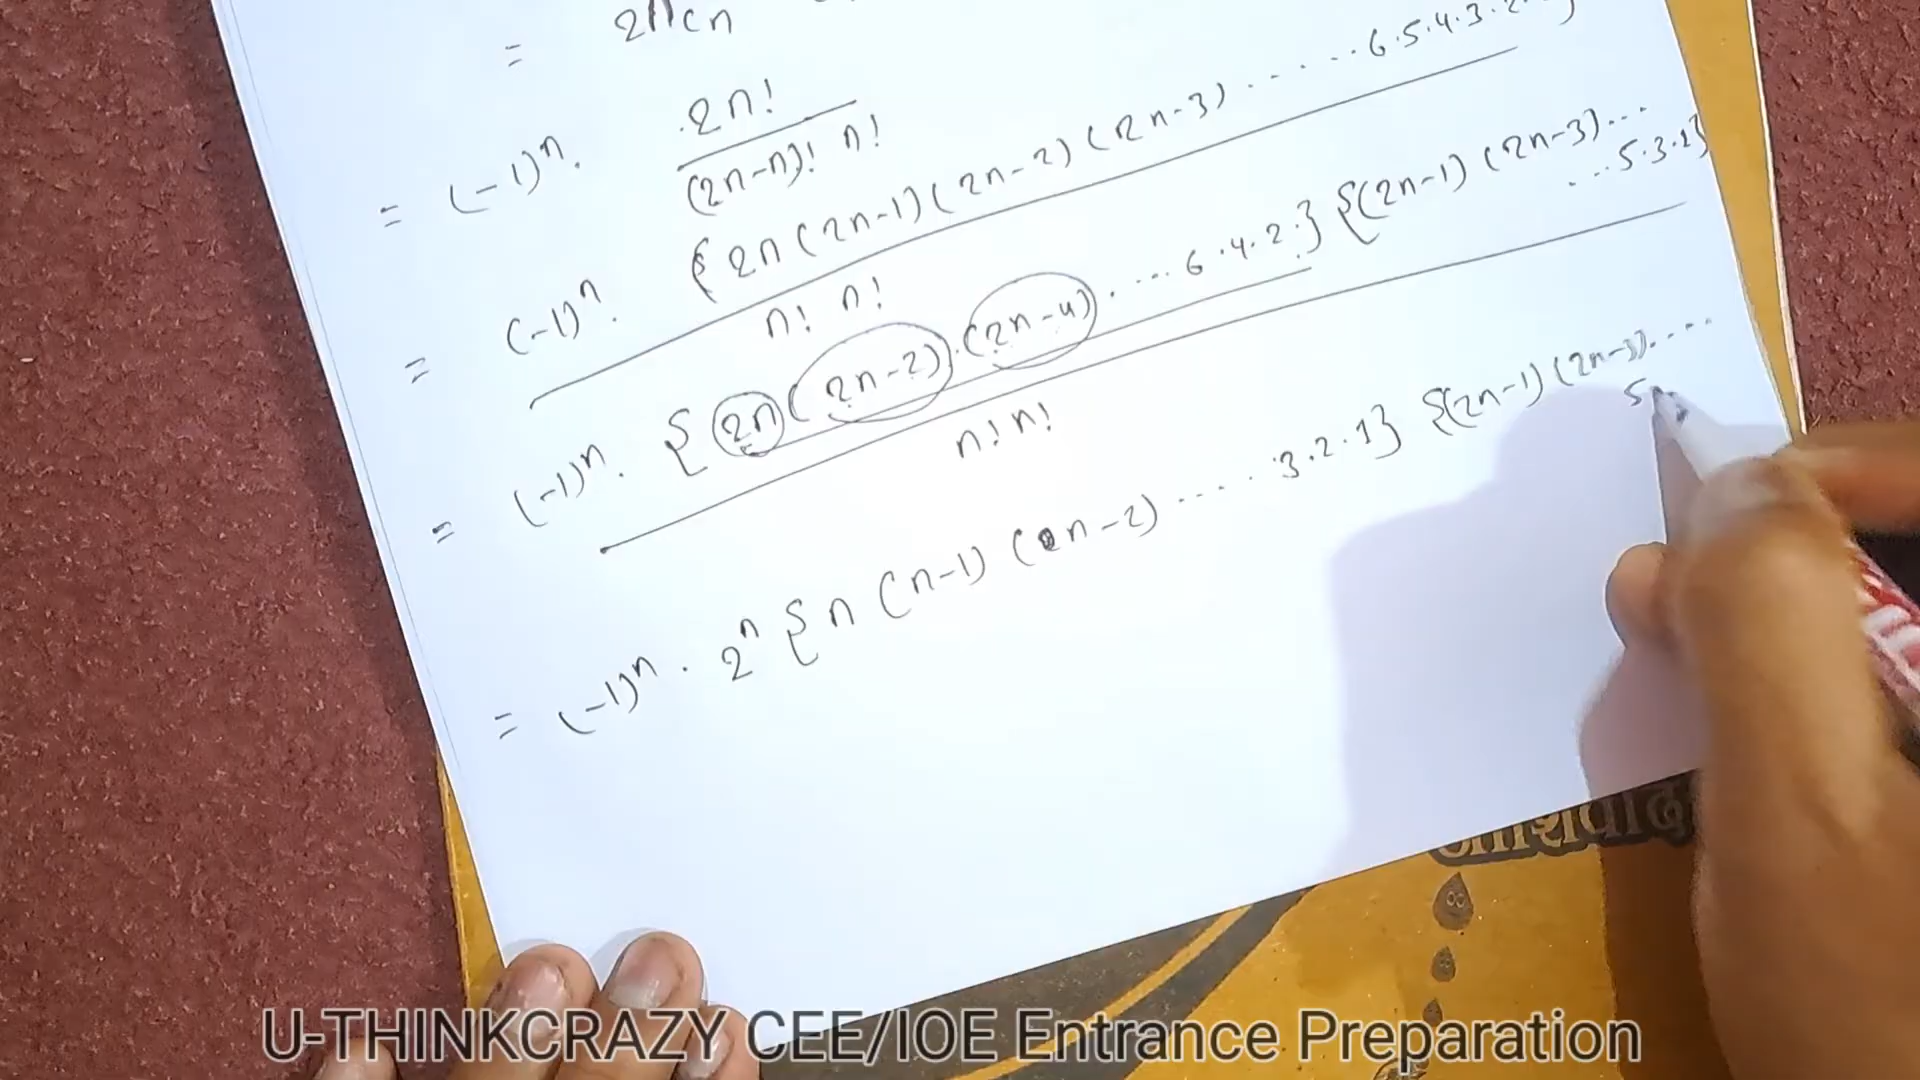 = 2nCn
= (-1)^n. 2n! / (2n-n)! n!
= (-1)^n. {2n(2n-1)(2n-2)(2n-3)......6.5.4.3.2. / n! n!
= (-1)^n. {2n(2n-2).(2n-4)....6.4.2.}{(2n-1)(2n-3)... ...5.3.1} / n! n!
= (-1)^n. 2^n {n(n-1)(n-2)....3.2.1}{(2n-1)(2n-3).... 5
आशीर्वाद
U-THINKCRAZY CEE/IOE Entrance Preparation